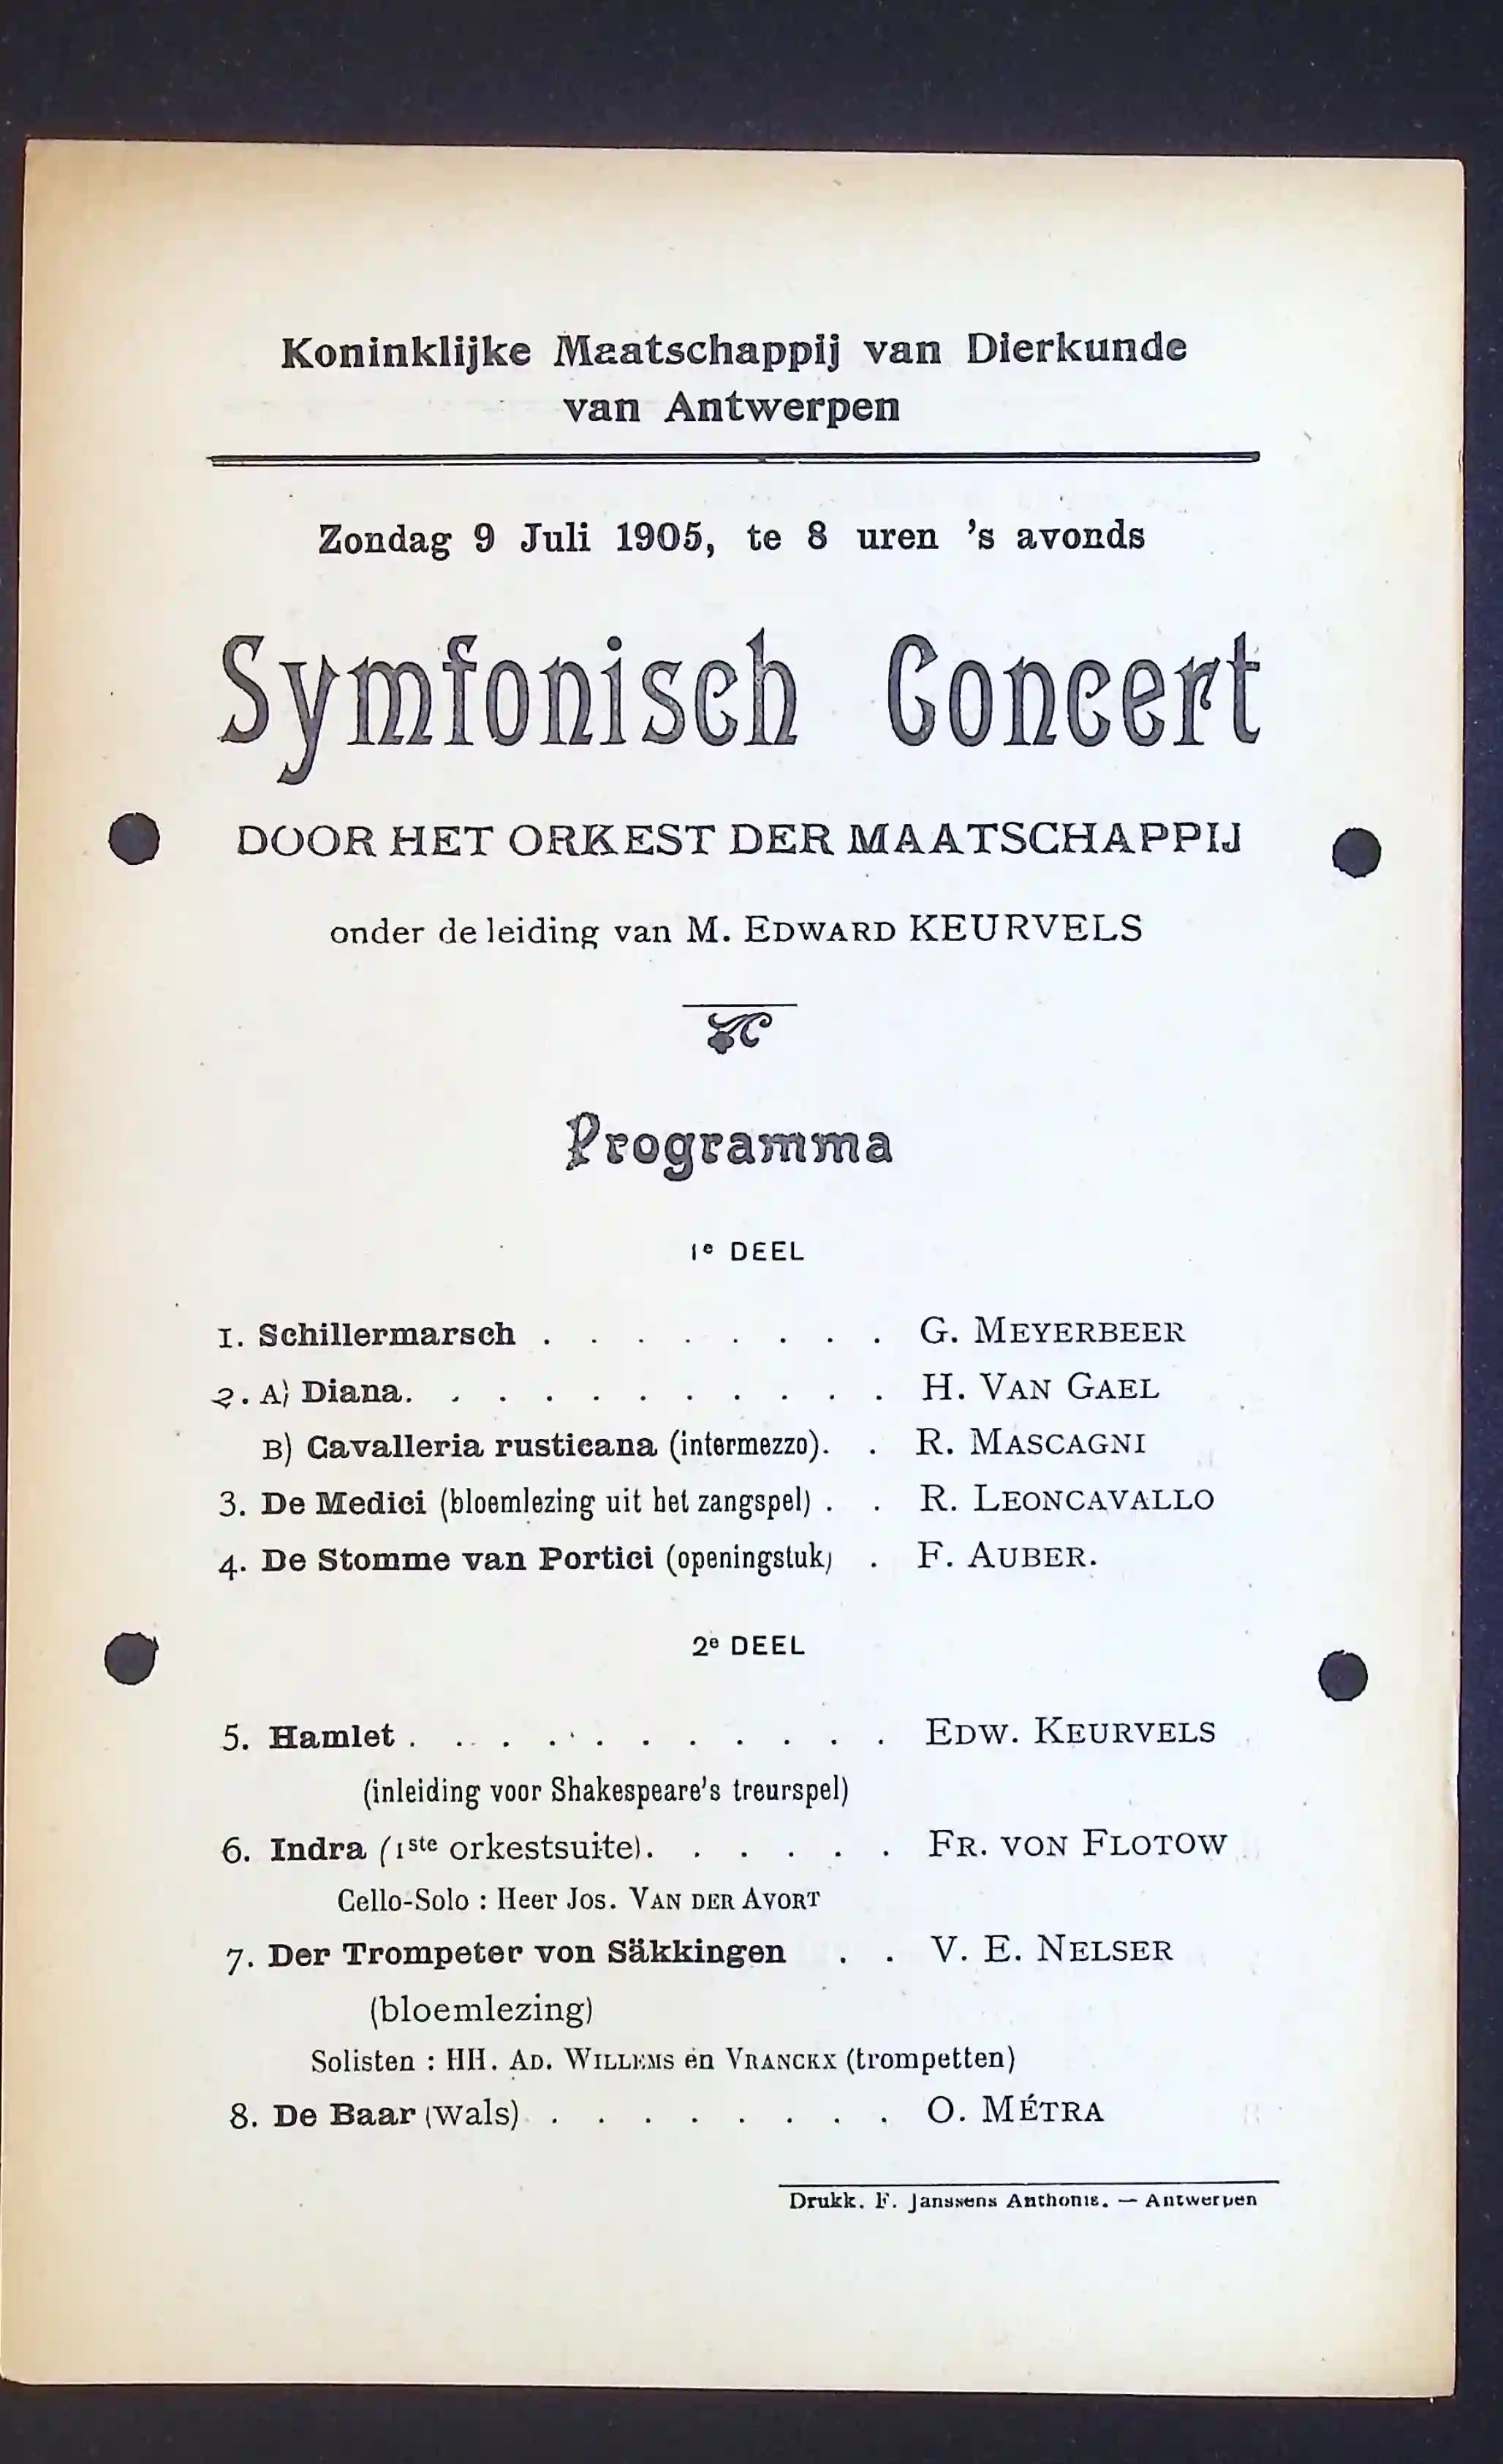 Koninklijke Maatschappij van Dierkunde
van Antwerpen
Zondag 9 Juli 1905, te 8 uren 's avonds
Symfonisch Concert
DOOR HET ORKEST DER MAATSCHAPPIJ
onder de leiding van M. EDWARD KEURVELS
Programma
1e DEEL
1. Schillermarsch . . . . . . . . G. MEYERBEER
2. A) Diana. . . . . . . . . . . H. VAN GAEL
B) Cavalleria rusticana (intermezzo). . R. MASCAGNI
3. De Medici (bloemlezing uit het zangspel) . . R. LEONCAVALLO
4. De Stomme van Portici (openingstuk) . F. AUBER.
2e DEEL
5. Hamlet . . . . . . . . . . . EDW. KEURVELS
(inleiding voor Shakespeare's treurspel)
6. Indra (1ste orkestsuite). . . . . . FR. VON FLOTOW
Cello-Solo : Heer Jos. VAN DER AVORT
7. Der Trompeter von Säkkingen . . V. E. NELSER
(bloemlezing)
Solisten : HH. AD. WILLEMS en VRANCKX (trompetten)
8. De Baar (wals) . . . . . . . . O. MÉTRA
Drukk. F. Janssens Anthonis. — Antwerpen